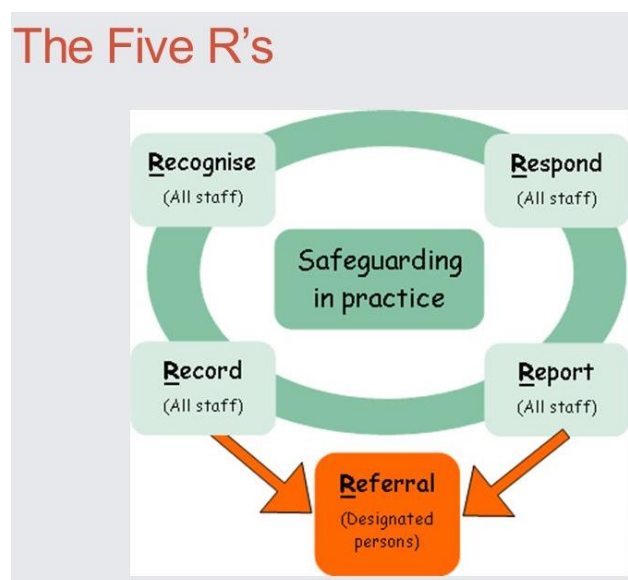 The Five R's
Recognise
(All staff)
Respond
(All staff)
Safeguarding
in practice
Record
(All staff)
Report
(All staff)
Referral
(Designated
persons)